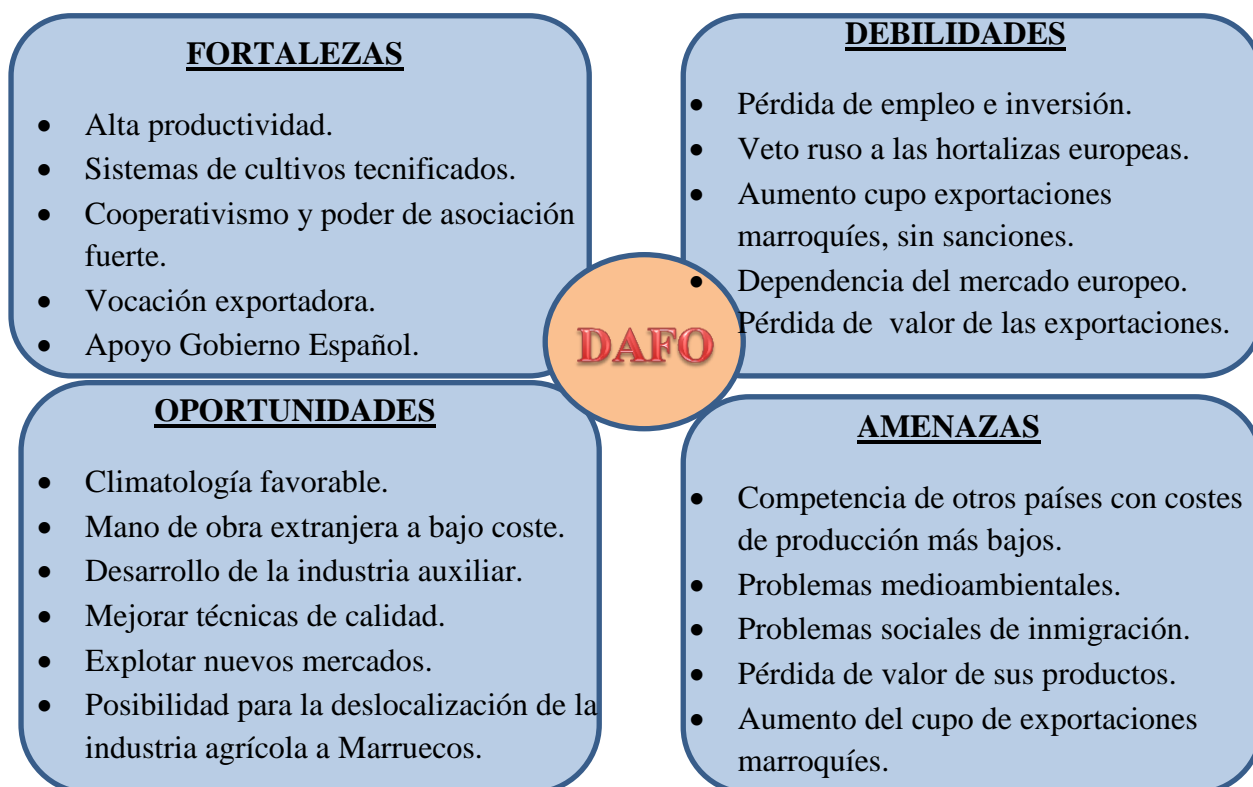 FORTALEZAS
• Alta productividad.
• Sistemas de cultivos tecnificados.
• Cooperativismo y poder de asociación
fuerte.
• Vocación exportadora.
• Apoyo Gobierno Español.
DEBILIDADES
• Pérdida de empleo e inversión.
• Veto ruso a las hortalizas europeas.
• Aumento cupo exportaciones
marroquíes, sin sanciones.
• Dependencia del mercado europeo.
Pérdida de  valor de las exportaciones.
DAFO
OPORTUNIDADES
• Climatología favorable.
• Mano de obra extranjera a bajo coste.
• Desarrollo de la industria auxiliar.
• Mejorar técnicas de calidad.
• Explotar nuevos mercados.
• Posibilidad para la deslocalización de la
industria agrícola a Marruecos.
AMENAZAS
• Competencia de otros países con costes
de producción más bajos.
• Problemas medioambientales.
• Problemas sociales de inmigración.
• Pérdida de valor de sus productos.
• Aumento del cupo de exportaciones
marroquíes.